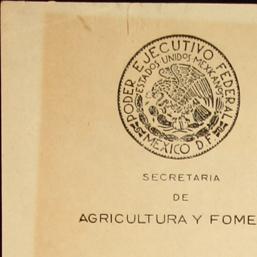 PODER EJECUTIVO FEDERAL
ESTADOS UNIDOS MEXICANOS
MEXICO D.F.
SECRETARIA
DE
AGRICULTURA Y FOME